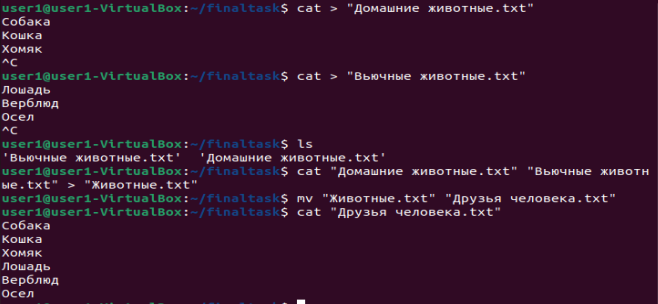 user1@user1-VirtualBox:~/finaltask$ cat > "Домашние животные.txt"
Собака
Кошка
Хомяк
^C
user1@user1-VirtualBox:~/finaltask$ cat > "Вьючные животные.txt"
Лошадь
Верблюд
Осел
^C
user1@user1-VirtualBox:~/finaltask$ ls
'Вьючные животные.txt'  'Домашние животные.txt'
user1@user1-VirtualBox:~/finaltask$ cat "Домашние животные.txt" "Вьючные животн
ые.txt" > "Животные.txt"
user1@user1-VirtualBox:~/finaltask$ mv "Животные.txt" "Друзья человека.txt"
user1@user1-VirtualBox:~/finaltask$ cat "Друзья человека.txt"
Собака
Кошка
Хомяк
Лошадь
Верблюд
Осел